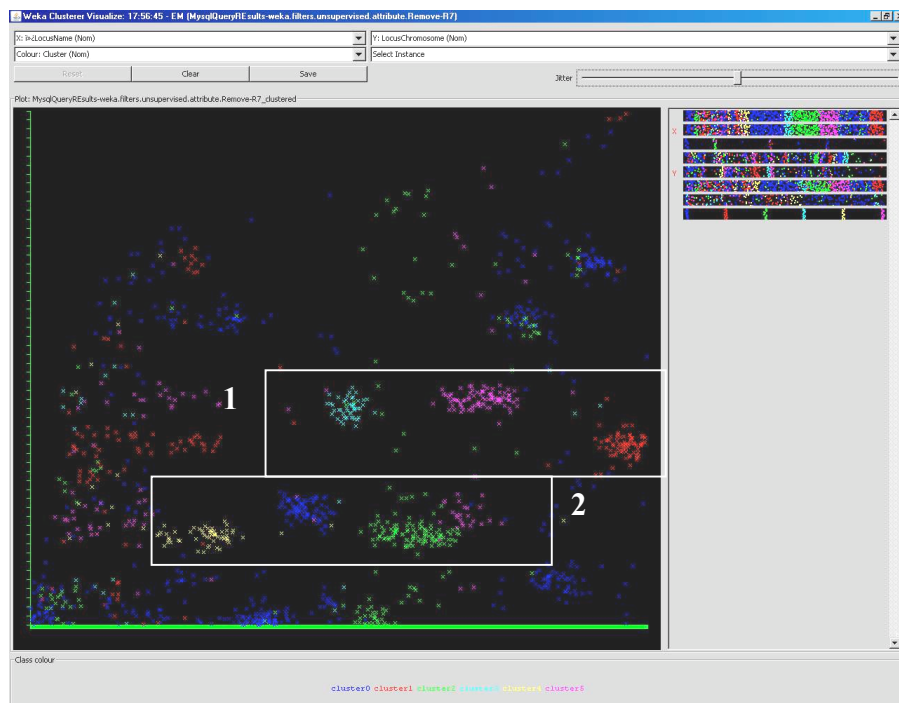 Weka Clusterer Visualize: 17:56:45 - EM (MysqlQueryREsults-weka.filters.unsupervised.attribute.Remove-R7)
X: ï»¿LocusName (Nom) Y: LocusChromosome (Nom)
Colour: Cluster (Nom) Select Instance
Reset Clear Save Jitter
Plot: MysqlQueryREsults-weka.filters.unsupervised.attribute.Remove-R7_clustered
X
Y
1
2
Class colour
cluster0 cluster1 cluster2 cluster3 cluster4 cluster5